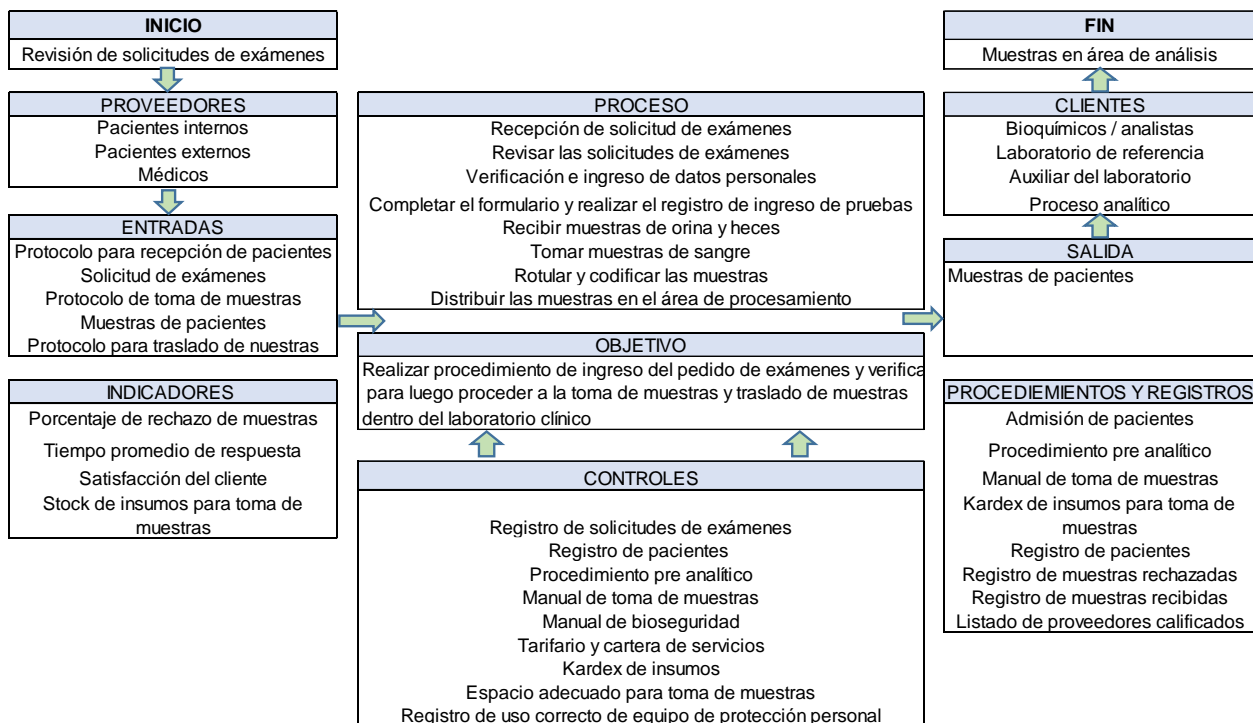 INICIO
Revisión de solicitudes de exámenes
PROVEEDORES
Pacientes internos
Pacientes externos
Médicos
ENTRADAS
Protocolo para recepción de pacientes
Solicitud de exámenes
Protocolo de toma de muestras
Muestras de pacientes
Protocolo para traslado de nuestras
INDICADORES
Porcentaje de rechazo de muestras
Tiempo promedio de respuesta
Satisfacción del cliente
Stock de insumos para toma de
muestras
PROCESO
Recepción de solicitud de exámenes
Revisar las solicitudes de exámenes
Verificación e ingreso de datos personales
Completar el formulario y realizar el registro de ingreso de pruebas
Recibir muestras de orina y heces
Tomar muestras de sangre
Rotular y codificar las muestras
Distribuir las muestras en el área de procesamiento
OBJETIVO
Realizar procedimiento de ingreso del pedido de exámenes y verifica
para luego proceder a la toma de muestras y traslado de muestras
dentro del laboratorio clínico
CONTROLES
Registro de solicitudes de exámenes
Registro de pacientes
Procedimiento pre analítico
Manual de toma de muestras
Manual de bioseguridad
Tarifario y cartera de servicios
Kardex de insumos
Espacio adecuado para toma de muestras
Registro de uso correcto de equipo de protección personal
FIN
Muestras en área de análisis
CLIENTES
Bioquímicos / analistas
Laboratorio de referencia
Auxiliar del laboratorio
Proceso analítico
SALIDA
Muestras de pacientes
PROCEDIEMIENTOS Y REGISTROS
Admisión de pacientes
Procedimiento pre analítico
Manual de toma de muestras
Kardex de insumos para toma de
muestras
Registro de pacientes
Registro de muestras rechazadas
Registro de muestras recibidas
Listado de proveedores calificados